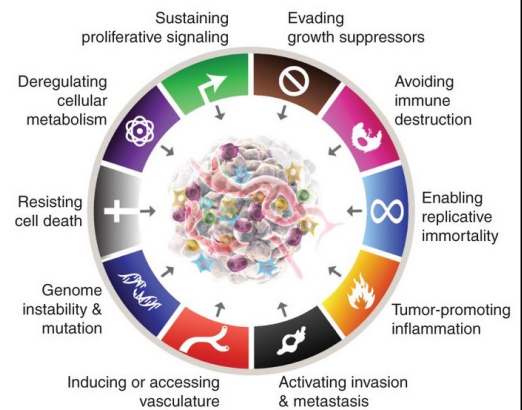 Sustaining
proliferative signaling
Evading
growth suppressors
Avoiding
immune
destruction
Enabling
replicative
immortality
Tumor-promoting
inflammation
Activating invasion
& metastasis
Inducing or accessing
vasculature
Genome
instability &
mutation
Resisting
cell death
Deregulating
cellular
metabolism